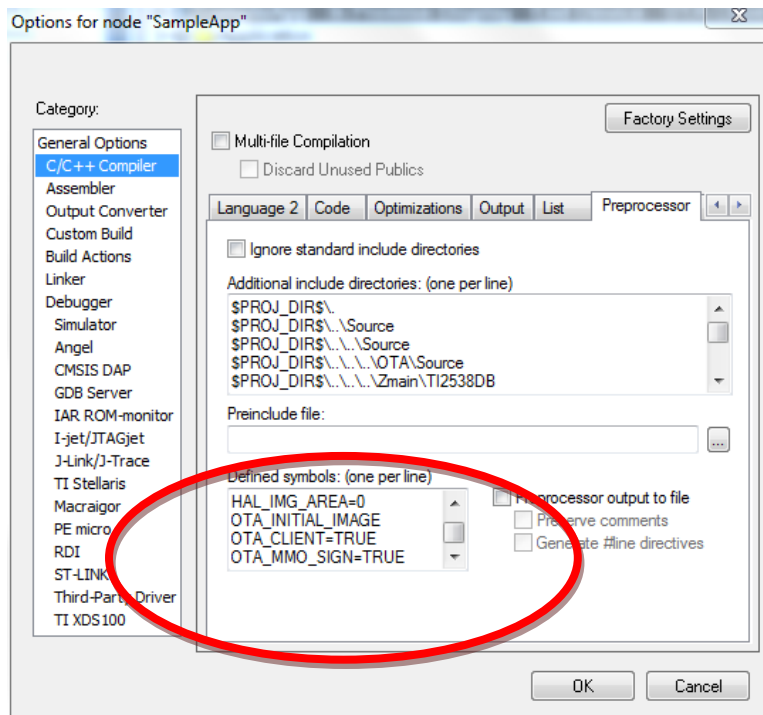 Options for node "SampleApp"
Category:
Factory Settings
General Options
C/C++ Compiler
Assembler
Output Converter
Custom Build
Build Actions
Linker
Debugger
Simulator
Angel
CMSIS DAP
GDB Server
IAR ROM-monitor
I-jet/JTAGjet
J-Link/J-Trace
TI Stellaris
Macraigor
PE micro
RDI
ST-LINK
Third-Party Driver
TI XDS100
Multi-file Compilation
Discard Unused Publics
Language 2 Code Optimizations Output List Preprocessor
Ignore standard include directories
Additional include directories: (one per line)
$PROJ_DIR$\.
$PROJ_DIR$\..\Source
$PROJ_DIR$\..\..\Source
$PROJ_DIR$\..\..\..\OTA\Source
$PROJ_DIR$\..\..\..\Zmain\TI2538DB
Preinclude file:
...
Defined symbols: (one per line)
HAL_IMG_AREA=0
OTA_INITIAL_IMAGE
OTA_CLIENT=TRUE
OTA_MMO_SIGN=TRUE
Preprocessor output to file
Preserve comments
Generate #line directives
OK
Cancel